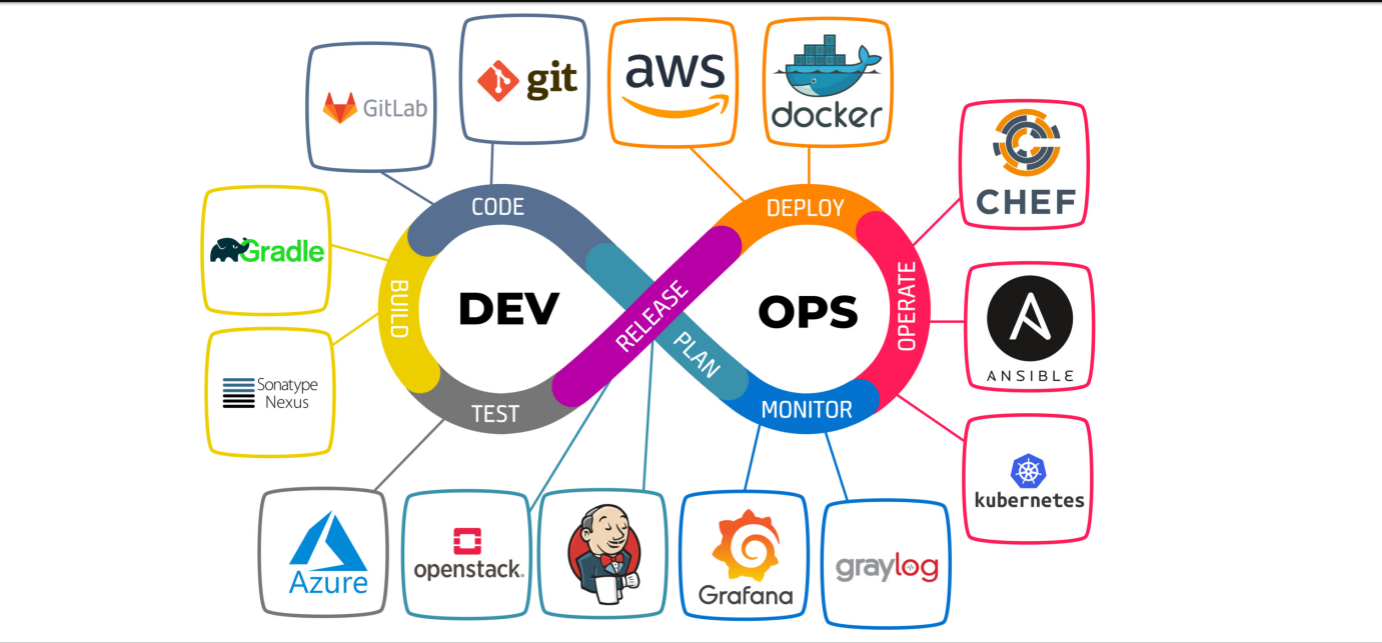 GitLab
git
aws
docker
CHEF
Gradle
CODE
DEPLOY
BUILD
DEV
RELEASE
PLAN
OPS
OPERATE
ANSIBLE
Sonatype
Nexus
TEST
MONITOR
Azure
openstack.
Grafana
graylog
kubernetes